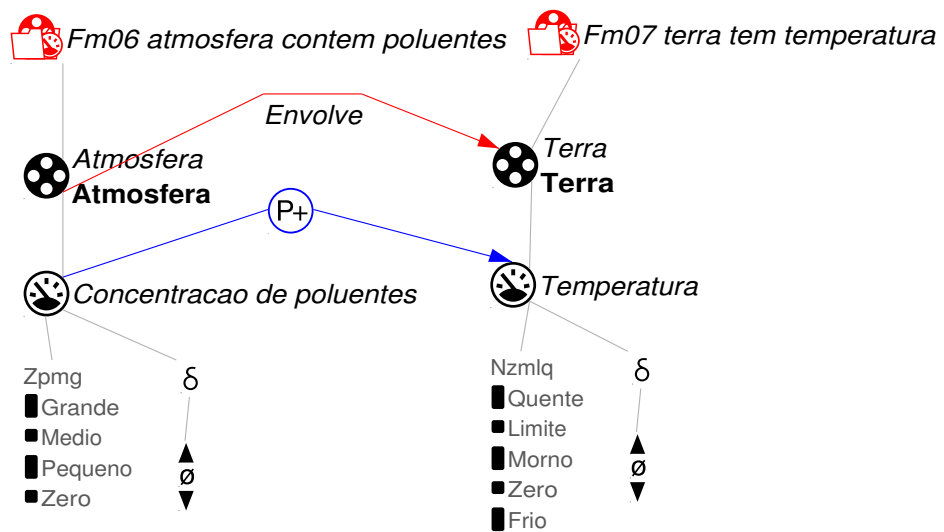 Fm06 atmosfera contem poluentes
Fm07 terra tem temperatura
Envolve
Atmosfera
Atmosfera
Terra
Terra
P+
Concentracao de poluentes
Temperatura
Zpmg
Grande
Medio
Pequeno
Zero
δ
ø
Nzmlq
Quente
Limite
Morno
Zero
Frio
δ
ø